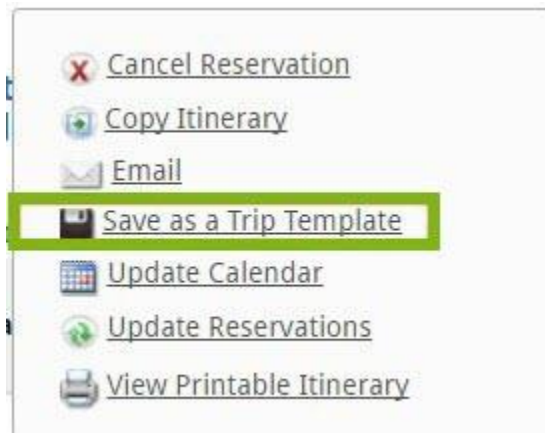 Cancel Reservation
Copy Itinerary
Email
Save as a Trip Template
Update Calendar
Update Reservations
View Printable Itinerary